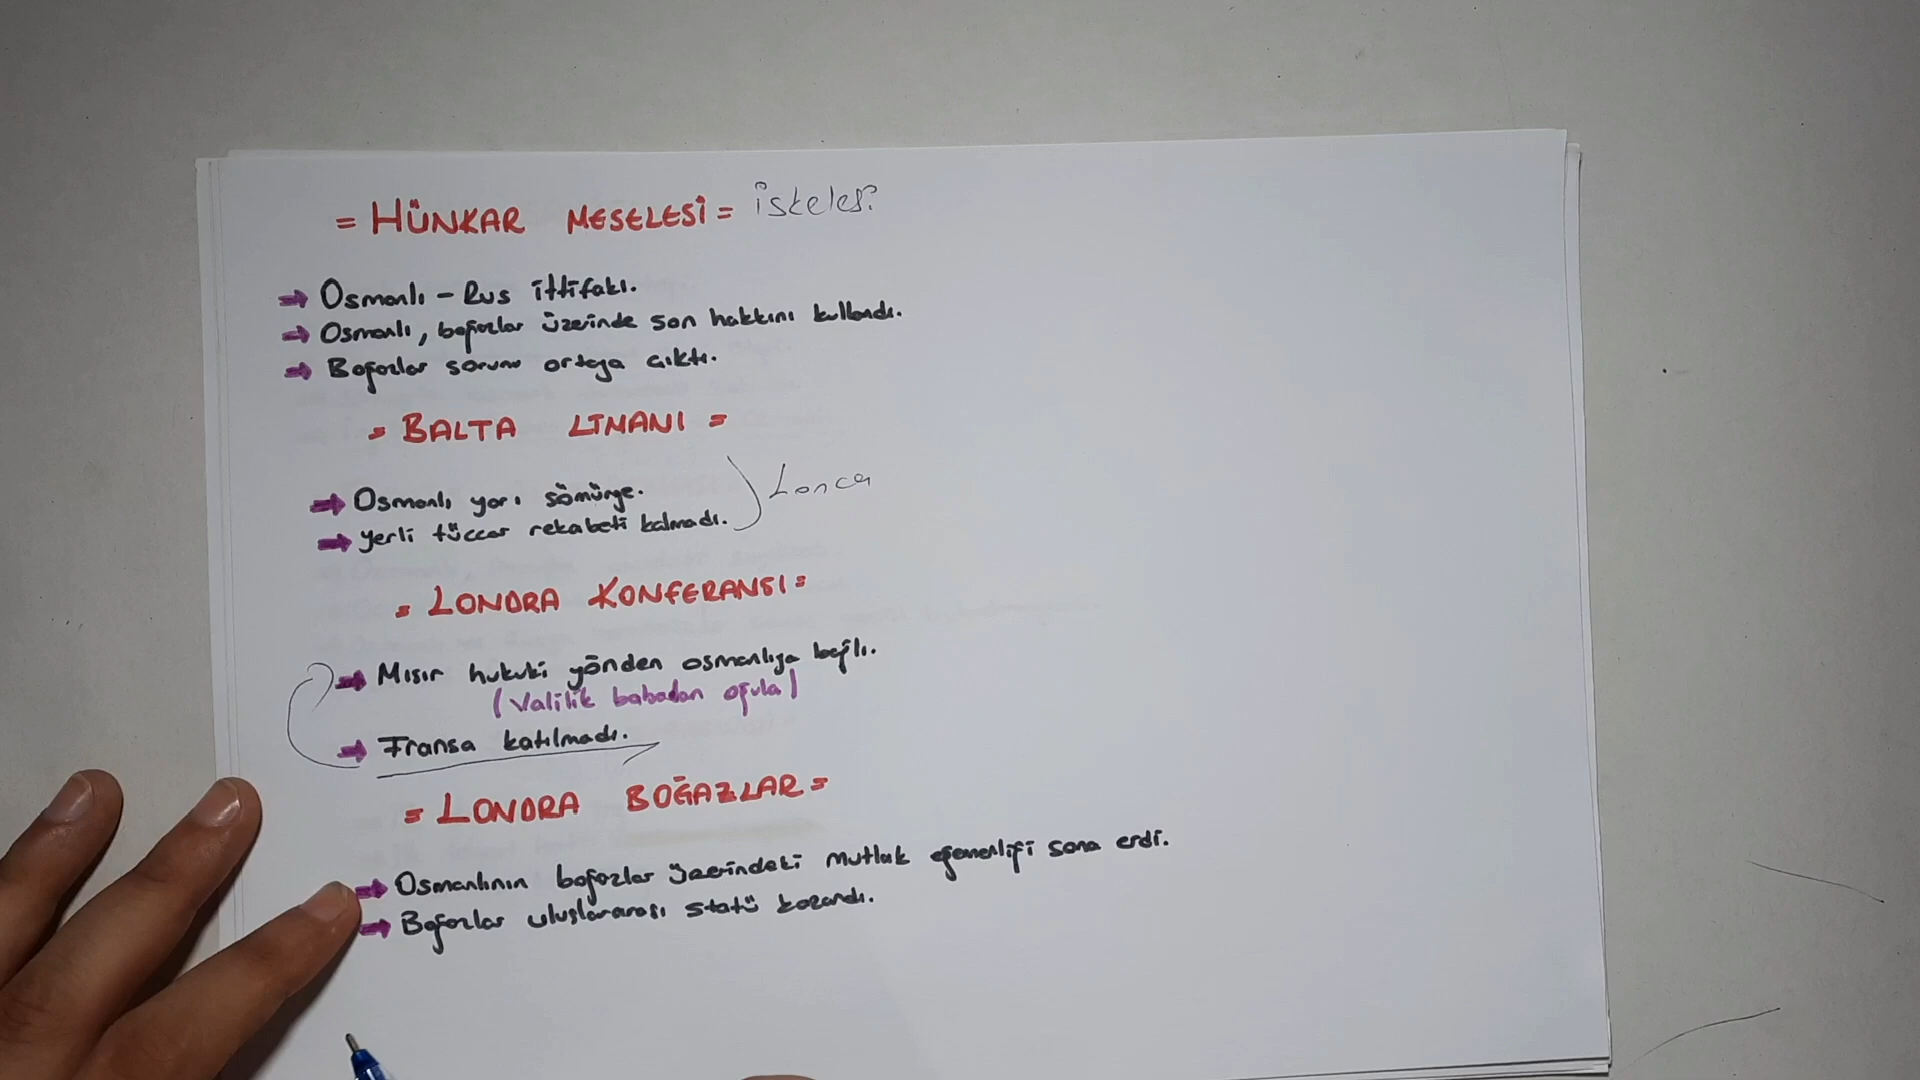 = HÜNKAR MESELESİ = İskelesi
➡ Osmanlı - Rus ittifakı.
➡ Osmanlı, boğazlar üzerinde son hakkını kullandı.
➡ Boğazlar sorunu ortaya çıktı.
= BALTA LİMANI =
➡ Osmanlı yarı sömürge.
➡ Yerli tüccar rekabeti kalmadı. } Lonca
= LONDRA KONFERANSI =
➡ Mısır hukuki yönden osmanlıya bağlı.
(Valilik babadan oğula)
➡ Fransa katılmadı.
= LONDRA BOĞAZLAR =
➡ Osmanlının boğazlar üzerindeki mutlak egemenliği sona erdi.
➡ Boğazlar uluslararası statü kazandı.